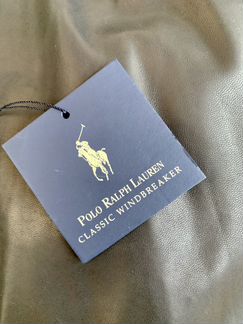 POLO RALPH LAUREN
CLASSIC WINDBREAKER